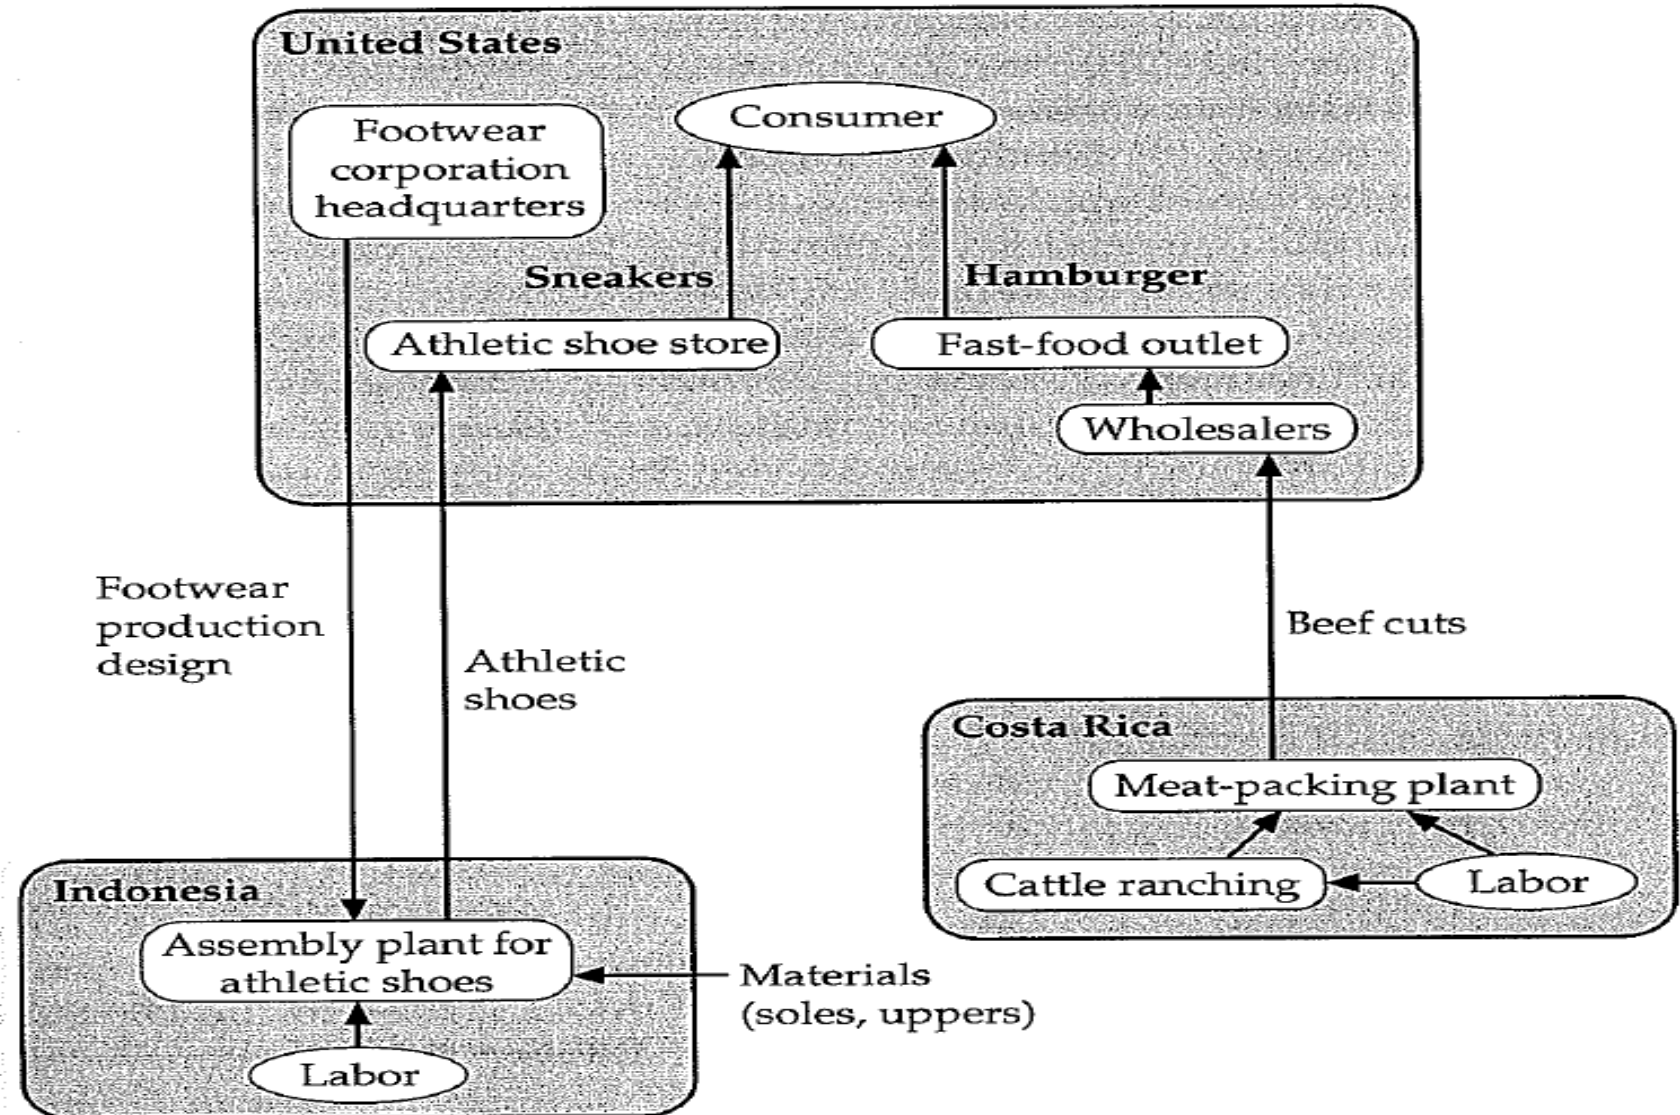 United States
Footwear
corporation
headquarters
Consumer
Sneakers
Hamburger
Athletic shoe store
Fast-food outlet
Wholesalers
Footwear
production
design
Athletic
shoes
Beef cuts
Costa Rica
Meat-packing plant
Cattle ranching
Labor
Indonesia
Assembly plant for
athletic shoes
Materials
(soles, uppers)
Labor